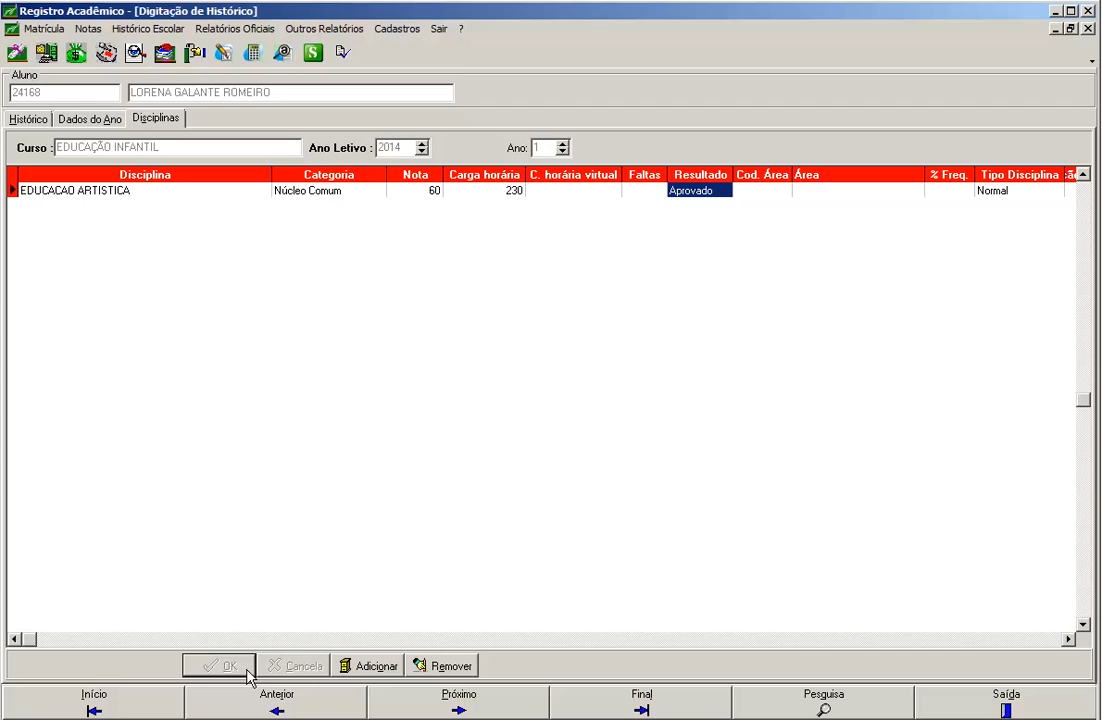 Registro Acadêmico - [Digitação de Histórico]
Matrícula Notas Histórico Escolar Relatórios Oficiais Outros Relatórios Cadastros Sair ?
S
Aluno
24168 LORENA GALANTE ROMEIRO
Histórico Dados do Ano Disciplinas
Curso : EDUCAÇÃO INFANTIL Ano Letivo : 2014 Ano: 1
Disciplina Categoria Nota Carga horária C. horária virtual Faltas Resultado Cod. Área Área % Freq. Tipo Disciplina
EDUCACAO ARTISTICA Núcleo Comum 60 230 Aprovado Normal
OK Cancela Adicionar Remover
Início Anterior Próximo Final Pesquisa Saída